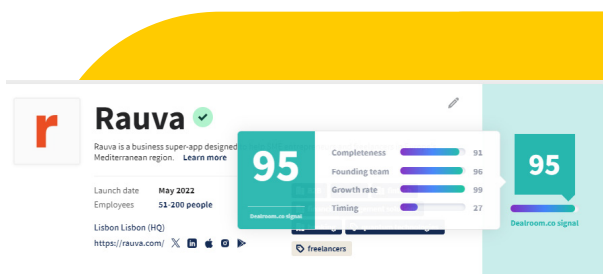 r
Rauva
Rauva is a business super-app designed
Mediterranean region. Learn more
Launch date May 2022
Employees 51-200 people
Lisbon Lisbon (HQ)
https://rauva.com/
95
Dealroom.co signal
Completeness 91
Founding team 96
Growth rate 99
Timing 27
freelancers
95
Dealroom.co signal